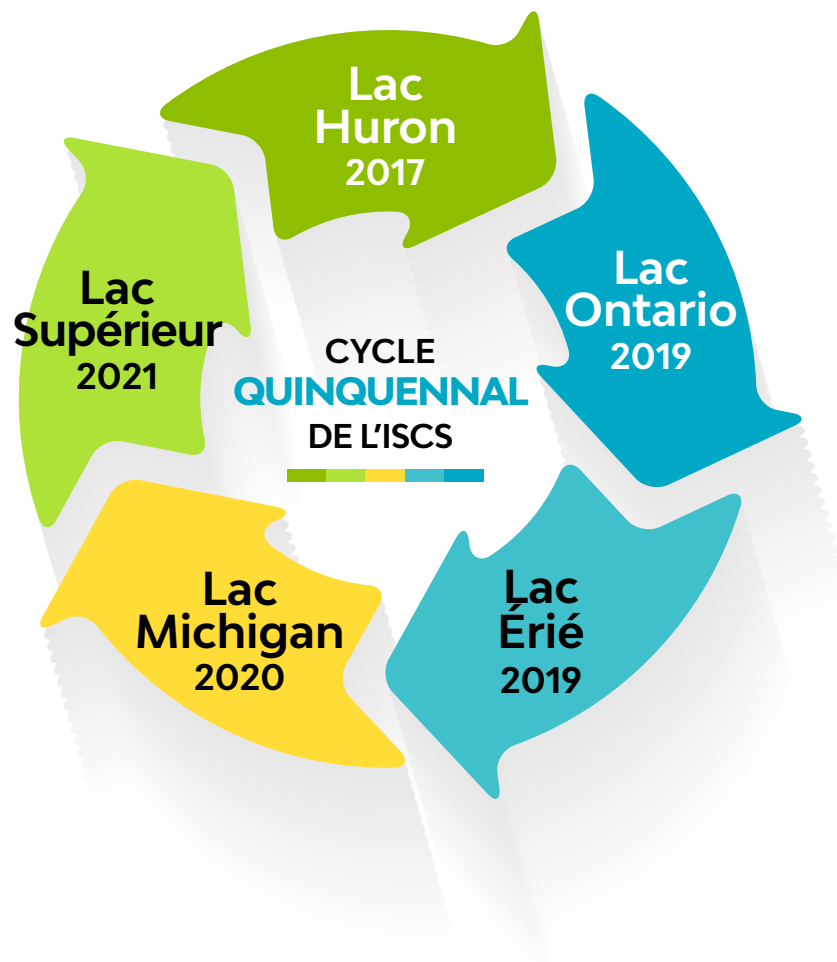 Lac
Huron
2017
Lac
Ontario
2019
Lac
Érié
2019
Lac
Michigan
2020
Lac
Supérieur
2021
CYCLE
QUINQUENNAL
DE L'ISCS